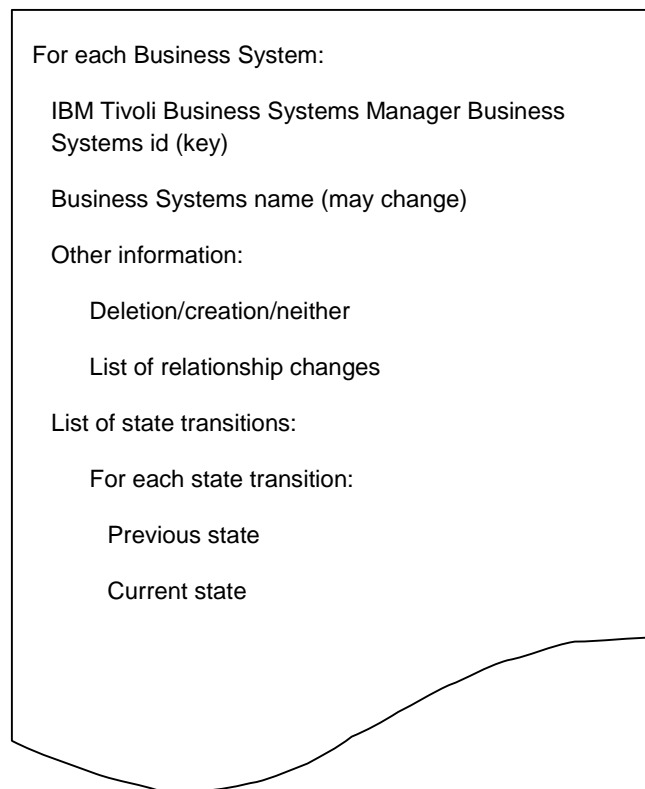 For each Business System:
IBM Tivoli Business Systems Manager Business
Systems id (key)
Business Systems name (may change)
Other information:
Deletion/creation/neither
List of relationship changes
List of state transitions:
For each state transition:
Previous state
Current state